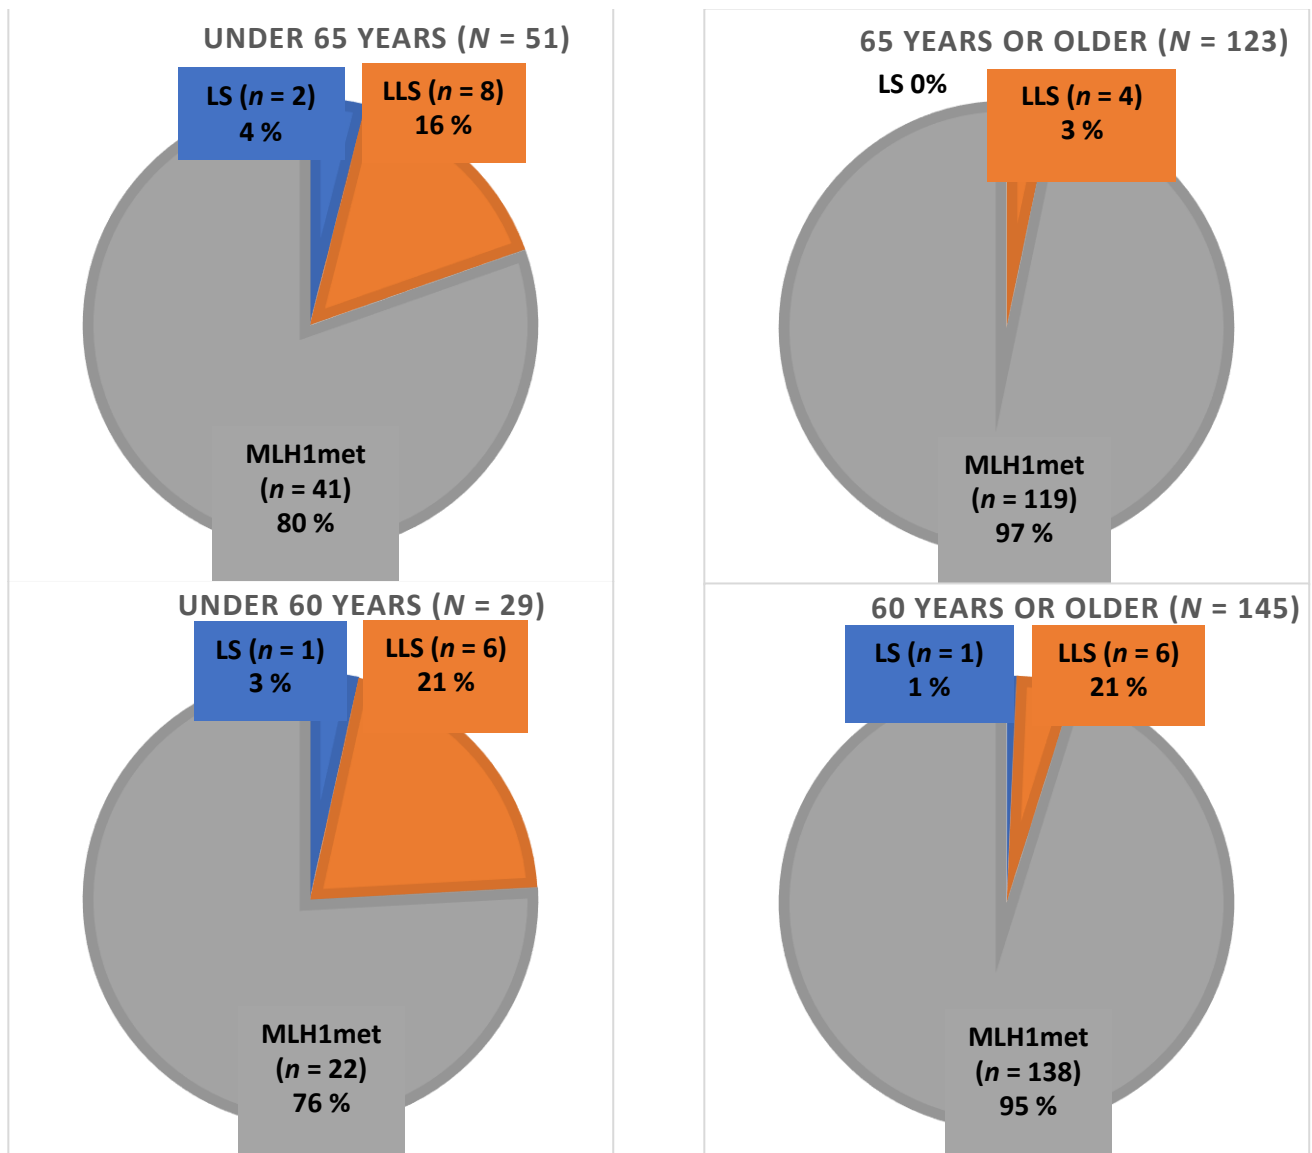 UNDER 65 YEARS (N = 51)
LS (n = 2)
4 %
LLS (n = 8)
16 %
MLH1met
(n = 41)
80 %
65 YEARS OR OLDER (N = 123)
LS 0%
LLS (n = 4)
3 %
MLH1met
(n = 119)
97 %
UNDER 60 YEARS (N = 29)
LS (n = 1)
3 %
LLS (n = 6)
21 %
MLH1met
(n = 22)
76 %
60 YEARS OR OLDER (N = 145)
LS (n = 1)
1 %
LLS (n = 6)
21 %
MLH1met
(n = 138)
95 %